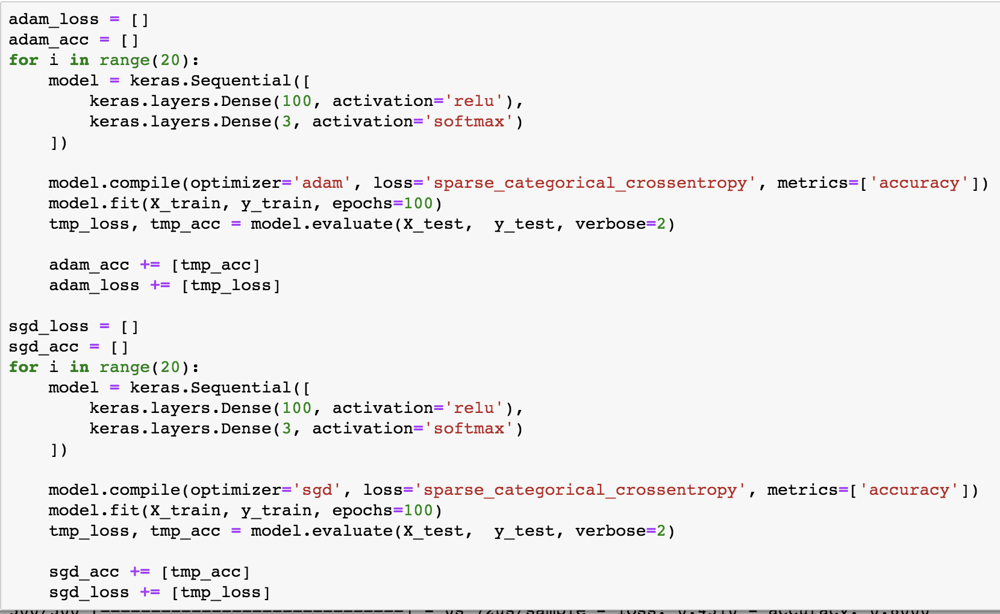 adam_loss = []
adam_acc = []
for i in range(20):
    model = keras.Sequential([
        keras.layers.Dense(100, activation='relu'),
        keras.layers.Dense(3, activation='softmax')
    ])

    model.compile(optimizer='adam', loss='sparse_categorical_crossentropy', metrics=['accuracy'])
    model.fit(X_train, y_train, epochs=100)
    tmp_loss, tmp_acc = model.evaluate(X_test,  y_test, verbose=2)

    adam_acc += [tmp_acc]
    adam_loss += [tmp_loss]

sgd_loss = []
sgd_acc = []
for i in range(20):
    model = keras.Sequential([
        keras.layers.Dense(100, activation='relu'),
        keras.layers.Dense(3, activation='softmax')
    ])

    model.compile(optimizer='sgd', loss='sparse_categorical_crossentropy', metrics=['accuracy'])
    model.fit(X_train, y_train, epochs=100)
    tmp_loss, tmp_acc = model.evaluate(X_test,  y_test, verbose=2)

    sgd_acc += [tmp_acc]
    sgd_loss += [tmp_loss]